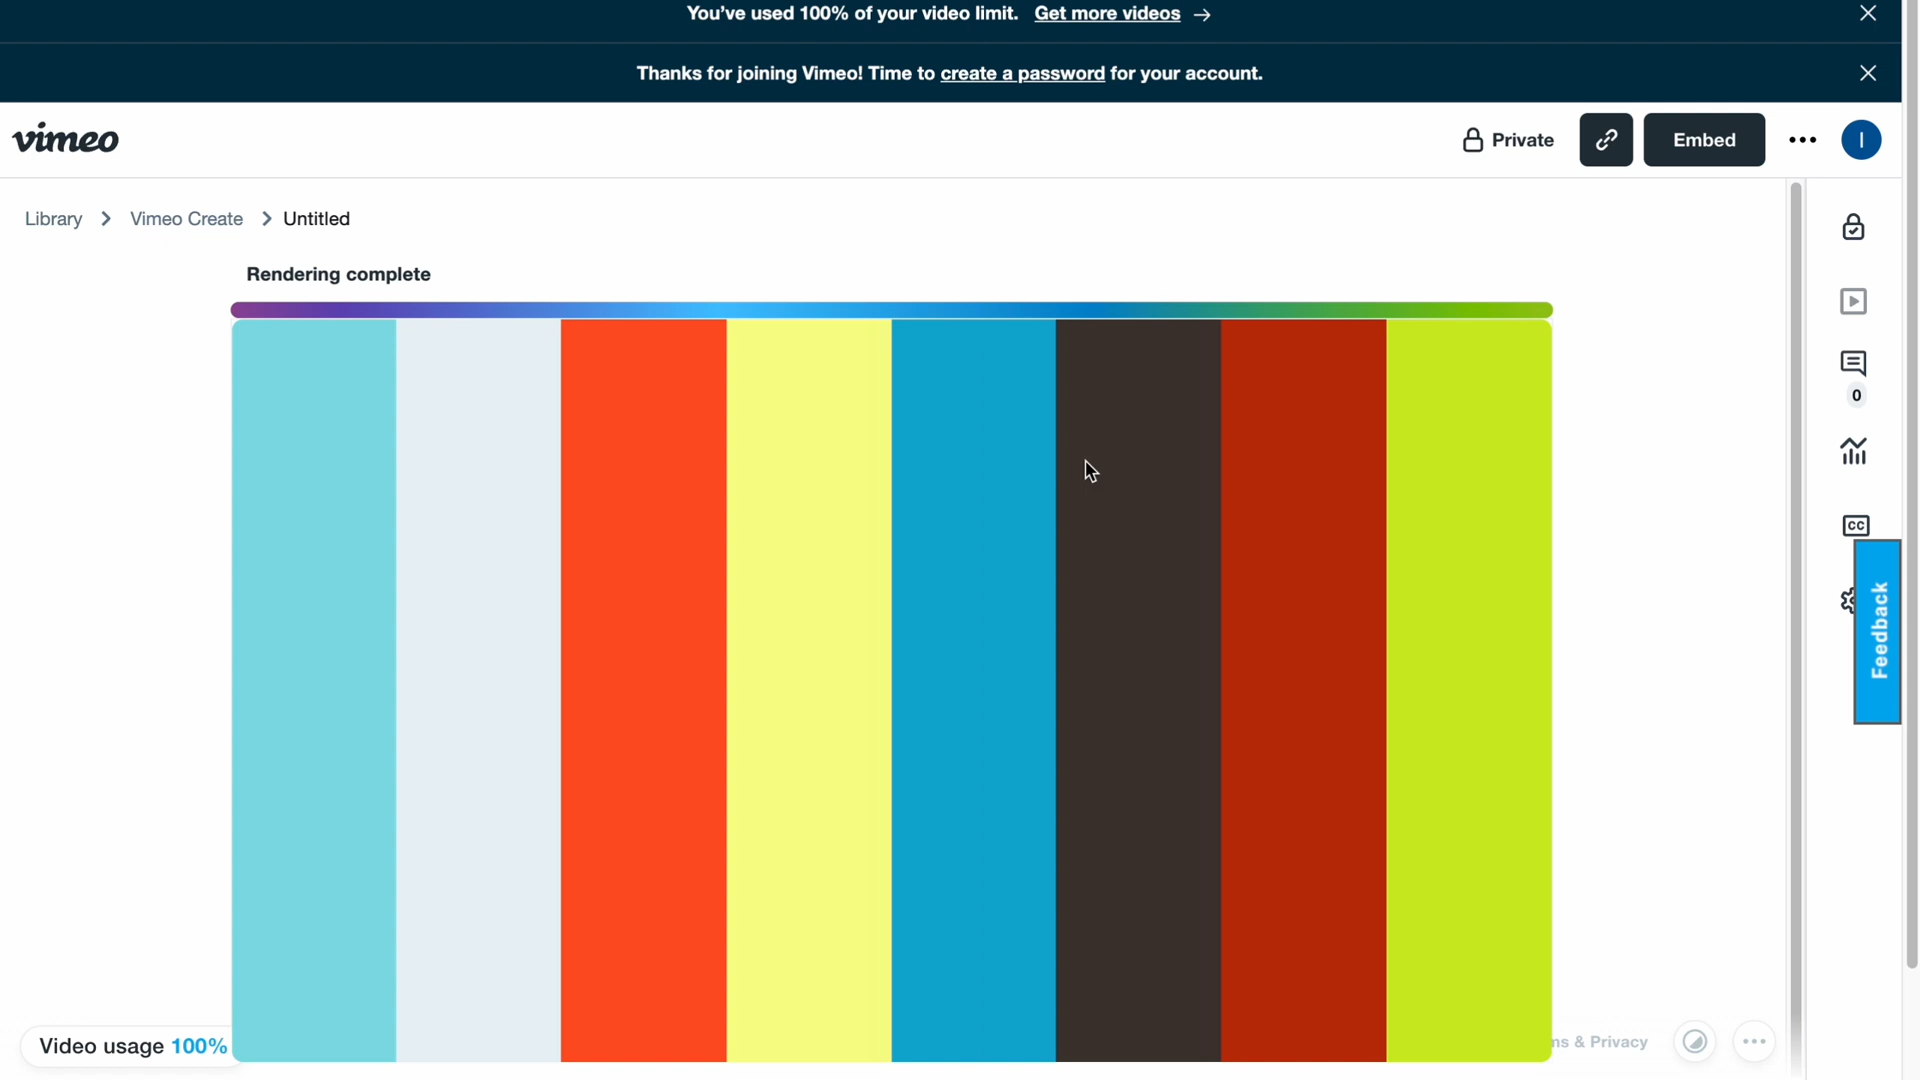 You've used 100% of your video limit. Get more videos →
Thanks for joining Vimeo! Time to create a password for your account.
vimeo
Private
Embed
I
Library > Vimeo Create > Untitled
Rendering complete
0
CC
Feedback
Video usage 100%
& Privacy